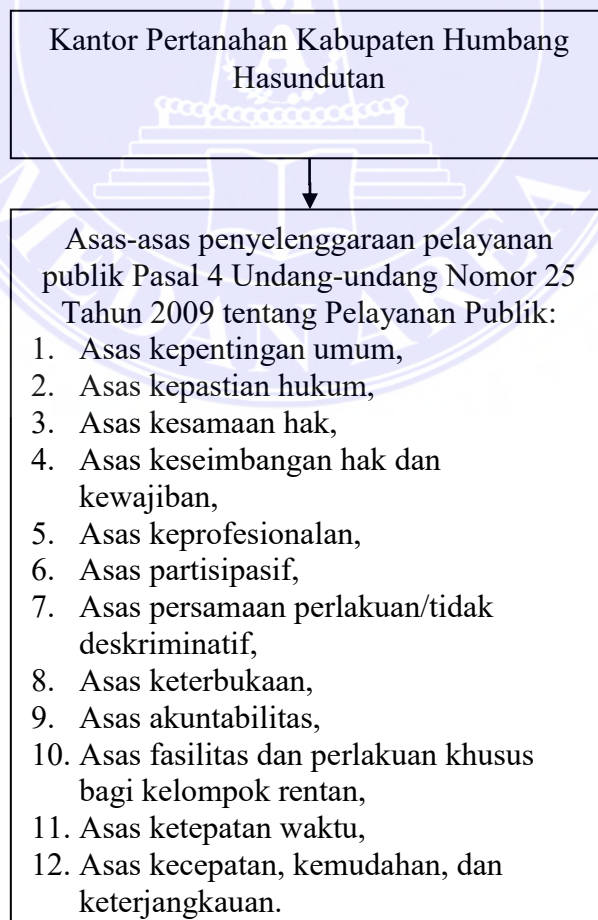 Kantor Pertanahan Kabupaten Humbang
Hasundutan
Asas-asas penyelenggaraan pelayanan
publik Pasal 4 Undang-undang Nomor 25
Tahun 2009 tentang Pelayanan Publik:
1. Asas kepentingan umum,
2. Asas kepastian hukum,
3. Asas kesamaan hak,
4. Asas keseimbangan hak dan
kewajiban,
5. Asas keprofesionalan,
6. Asas partisipasif,
7. Asas persamaan perlakuan/tidak
deskriminatif,
8. Asas keterbukaan,
9. Asas akuntabilitas,
10. Asas fasilitas dan perlakuan khusus
bagi kelompok rentan,
11. Asas ketepatan waktu,
12. Asas kecepatan, kemudahan, dan
keterjangkauan.
MEDAN AREA